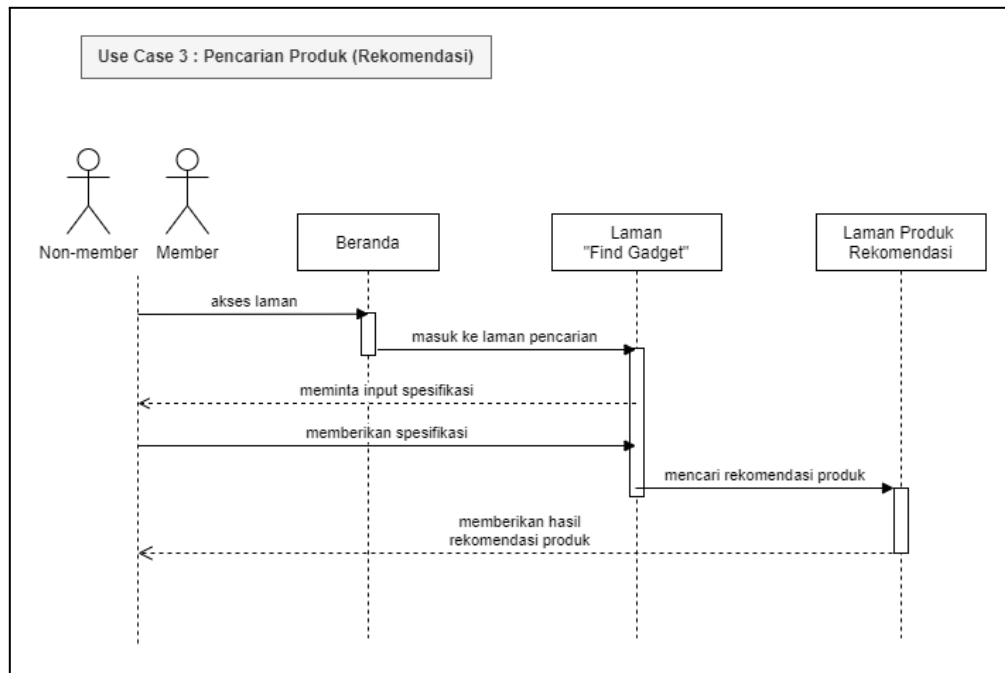 Use Case 3 : Pencarian Produk (Rekomendasi)
Non-member
Member
Beranda
Laman
"Find Gadget"
Laman Produk
Rekomendasi
akses laman
masuk ke laman pencarian
meminta input spesifikasi
memberikan spesifikasi
mencari rekomendasi produk
memberikan hasil
rekomendasi produk